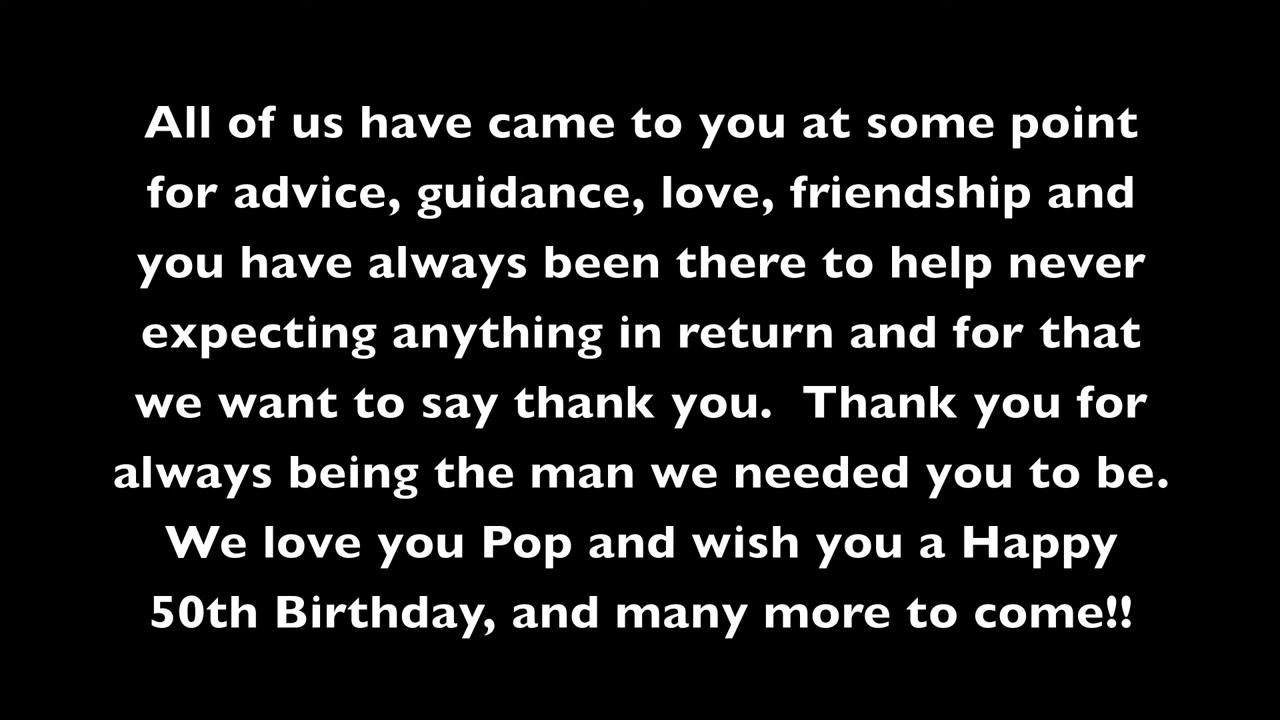 All of us have came to you at some point
for advice, guidance, love, friendship and
you have always been there to help never
expecting anything in return and for that
we want to say thank you.  Thank you for
always being the man we needed you to be.
We love you Pop and wish you a Happy
50th Birthday, and many more to come!!